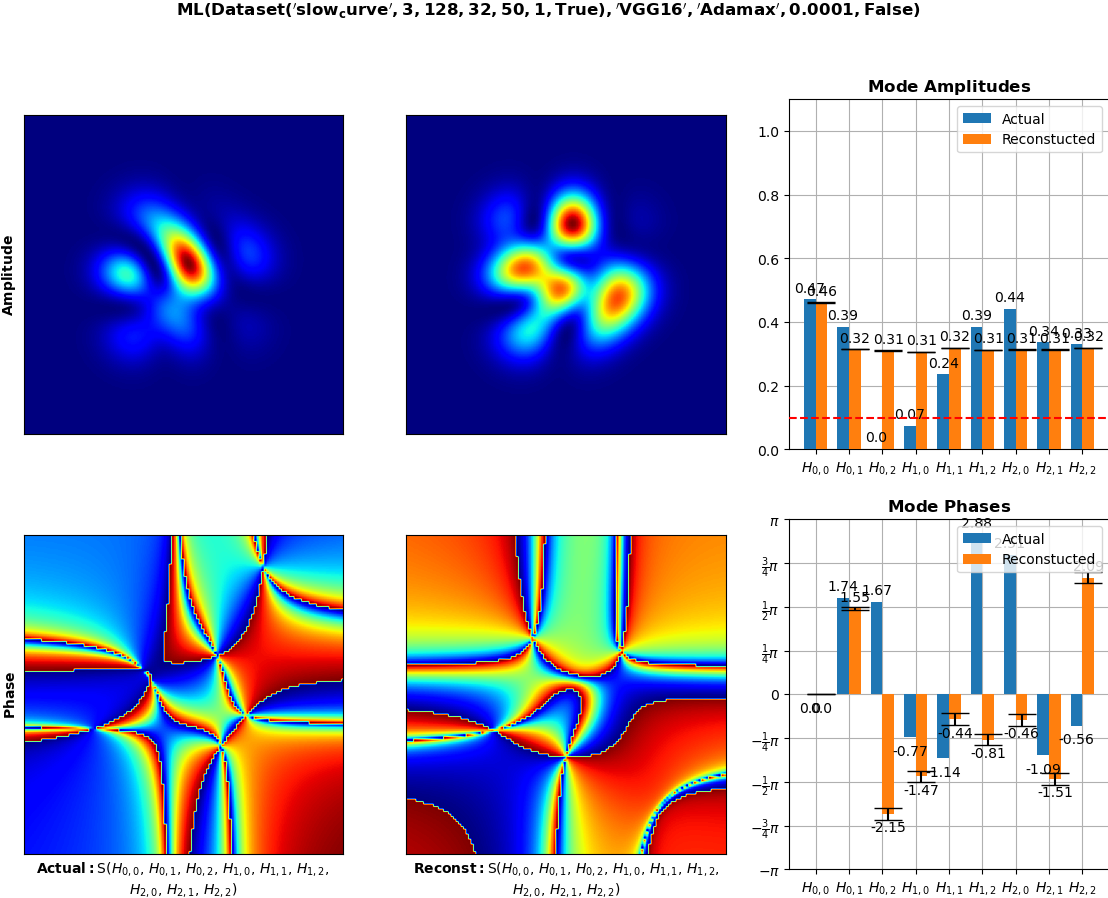 ML(Dataset('slow_curve', 3, 128, 32, 50, 1, True), 'VGG16', 'Adamax', 0.0001, False)
Mode Amplitudes
Amplitude
1.0
0.8
0.6
0.4
0.2
0.0
Actual
Reconstucted
0.47
0.46
0.39
0.32
0.0
0.31
0.07
0.31
0.24
0.32
0.39
0.31
0.44
0.31
0.34
0.31
0.33
0.32
H0,0 H0,1 H0,2 H1,0 H1,1 H1,2 H2,0 H2,1 H2,2
Mode Phases
Phase
π
3/4π
1/2π
1/4π
0
−1/4π
−1/2π
−3/4π
−π
Actual
Reconstucted
0.0
0.0
1.74
1.55
1.67
-2.15
-0.77
-1.47
-1.14
-0.44
2.88
-0.81
-0.46
-1.09
-1.51
-0.56
H0,0 H0,1 H0,2 H1,0 H1,1 H1,2 H2,0 H2,1 H2,2
Actual: S(H0,0, H0,1, H0,2, H1,0, H1,1, H1,2,
H2,0, H2,1, H2,2)
Reconst: S(H0,0, H0,1, H0,2, H1,0, H1,1, H1,2,
H2,0, H2,1, H2,2)